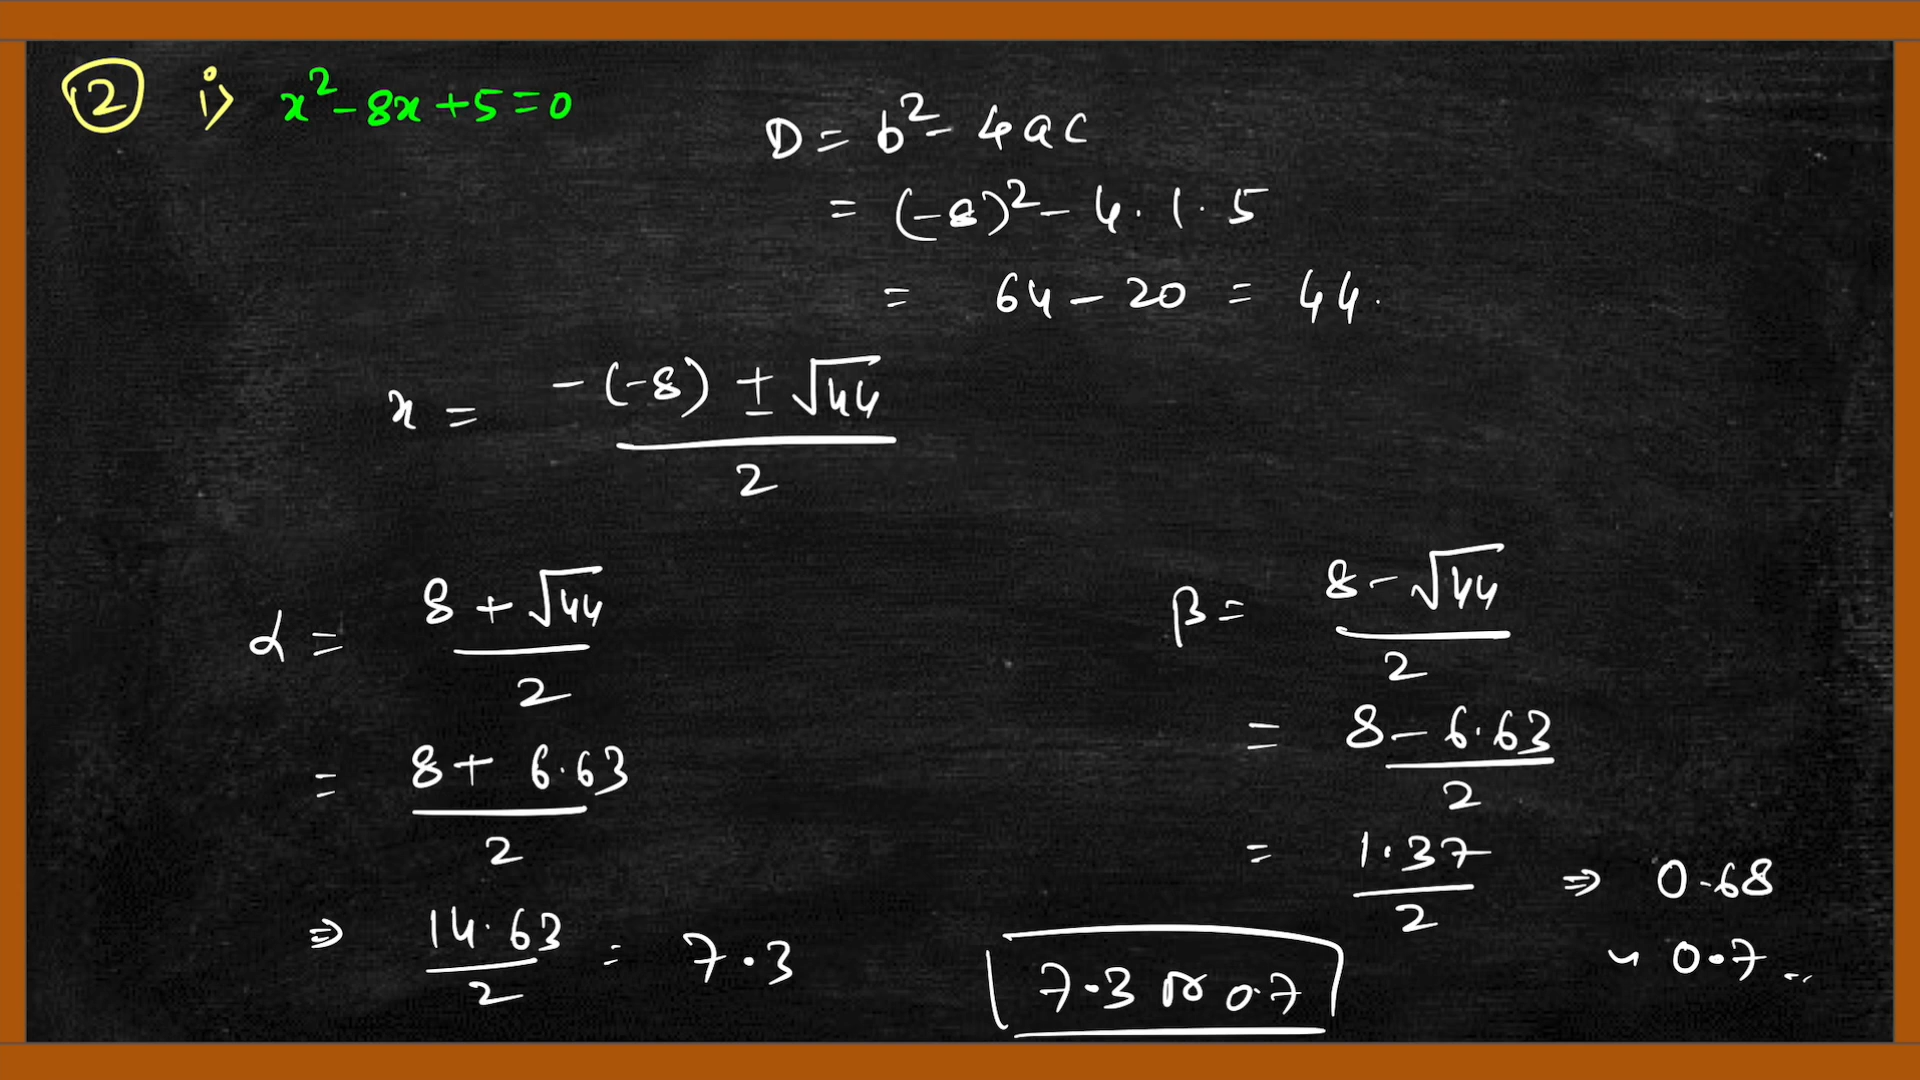 ② i) x² - 8x + 5 = 0
D = b² - 4ac
= (-8)² - 4 · 1 · 5
= 64 - 20 = 44.
x = -(-8) ± √44 / 2
α = 8 + √44 / 2
= 8 + 6.63 / 2
⇒ 14.63 / 2 = 7.3
β = 8 - √44 / 2
= 8 - 6.63 / 2
= 1.37 / 2 ⇒ 0.68
~ 0.7 ..
7.3 or 0.7